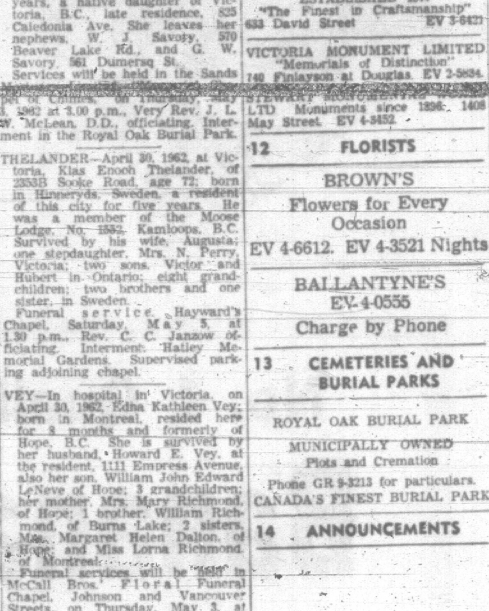 years, a native daughter of Vic-
toria, B.C., late residence, 825
Caledonia Ave. She leaves her
nephews, W. J. Savory, 570
Beaver Lake Rd., and G. W.
Savory, 561 Dumersq St.
Services will be held in the Sands
pel of Chimes, on Thursday, May
3, 1962 at 3.00 p.m., Very Rev. J. L.
W. McLean, D.D., officiating. Inter-
ment in the Royal Oak Burial Park.
THELANDER—April 30, 1962, at Vic-
toria, Klas Enoch Thelander, of
2353B Sooke Road, age 72; born
in Hinneryds, Sweden, a resident
of this city for five years. He
was a member of the Moose
Lodge, No. 1552, Kamloops, B.C.
Survived by his wife, Augusta;
one stepdaughter, Mrs. N. Perry,
Victoria; two sons, Victor and
Hubert in Ontario; eight grand-
children; two brothers and one
sister, in Sweden.
Funeral service, Hayward's
Chapel, Saturday, May 5, at
1.30 p.m., Rev. C. C. Janzow of-
ficiating. Interment Hatley Me-
morial Gardens. Supervised park-
ing adjoining chapel.
VEY—In hospital in Victoria, on
April 30, 1962, Edna Kathleen Vey;
born in Montreal, resided here
for 8 months and formerly of
Hope, B.C. She is survived by
her husband, Howard E. Vey, at
the resident, 1111 Empress Avenue,
also her son, William John Edward
LeNeve of Hope; 3 grandchildren;
her mother, Mrs. Mary Richmond,
of Hope; 1 brother, William Rich-
mond, of Burns Lake; 2 sisters,
Mrs. Margaret Helen Dalton, of
Hope; and Miss Lorna Richmond
of Montreal.
Funeral services will be held in
McCall Bros.' Floral Funeral
Chapel, Johnson and Vancouver
Streets, on Thursday, May 3, at
"The Finest in Craftsmanship"
633 David Street EV 3-6421
VICTORIA MONUMENT LIMITED
"Memorials of Distinction"
740 Finlayson at Douglas. EV 2-5834.
STEWART
LTD Monuments since 1896. 1408
May Street. EV 4-3452
12 FLORISTS
BROWN'S
Flowers for Every
Occasion
EV 4-6612. EV 4-3521 Nights
BALLANTYNE'S
EV-4-0555
Charge by Phone
13 CEMETERIES AND
BURIAL PARKS
ROYAL OAK BURIAL PARK
MUNICIPALLY OWNED
Plots and Cremation
Phone GR 9-3213 for particulars.
CANADA'S FINEST BURIAL PARK
14 ANNOUNCEMENTS